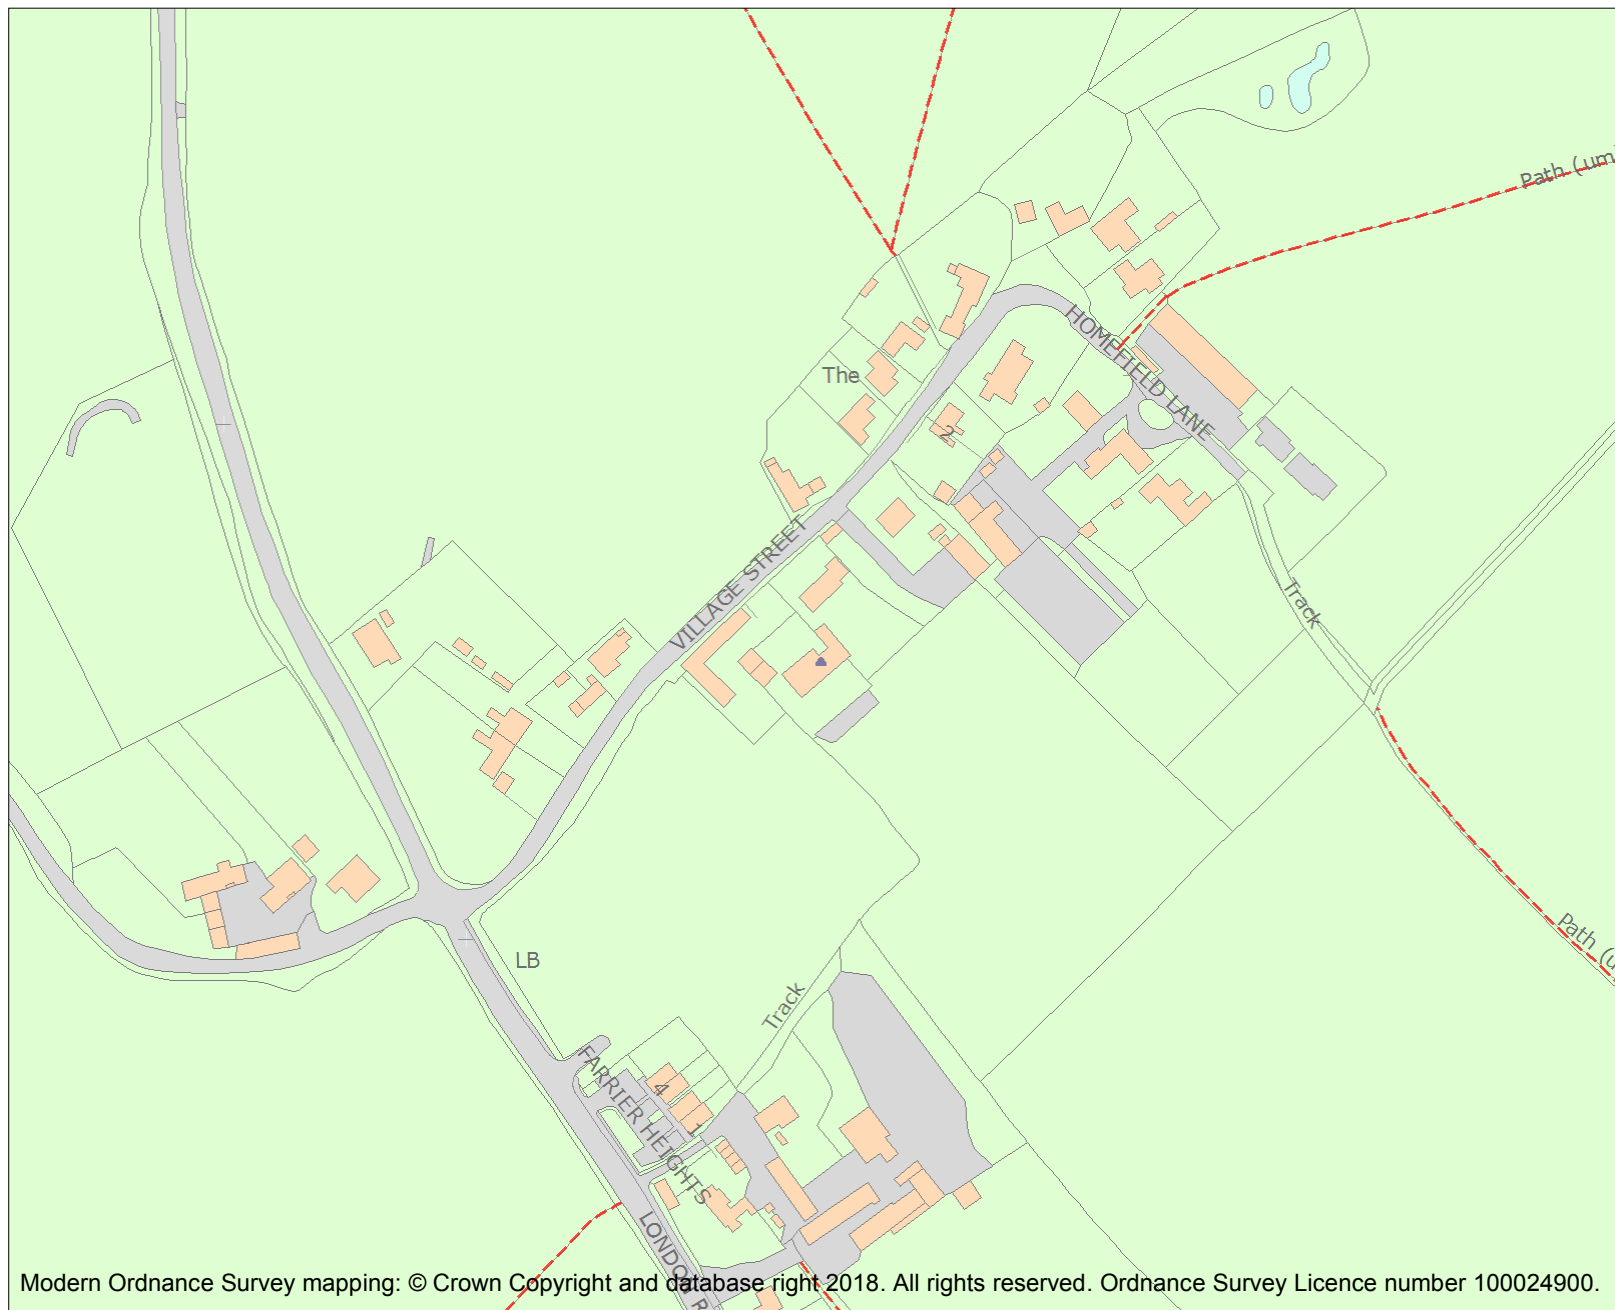 Path (um
HOMEFIELD LANE
The
2
VILLAGE STREET
Track
Path (u
LB
Track
FARRIER HEIGHTS
4
1
LONDON R
Modern Ordnance Survey mapping: © Crown Copyright and database right 2018. All rights reserved. Ordnance Survey Licence number 100024900.